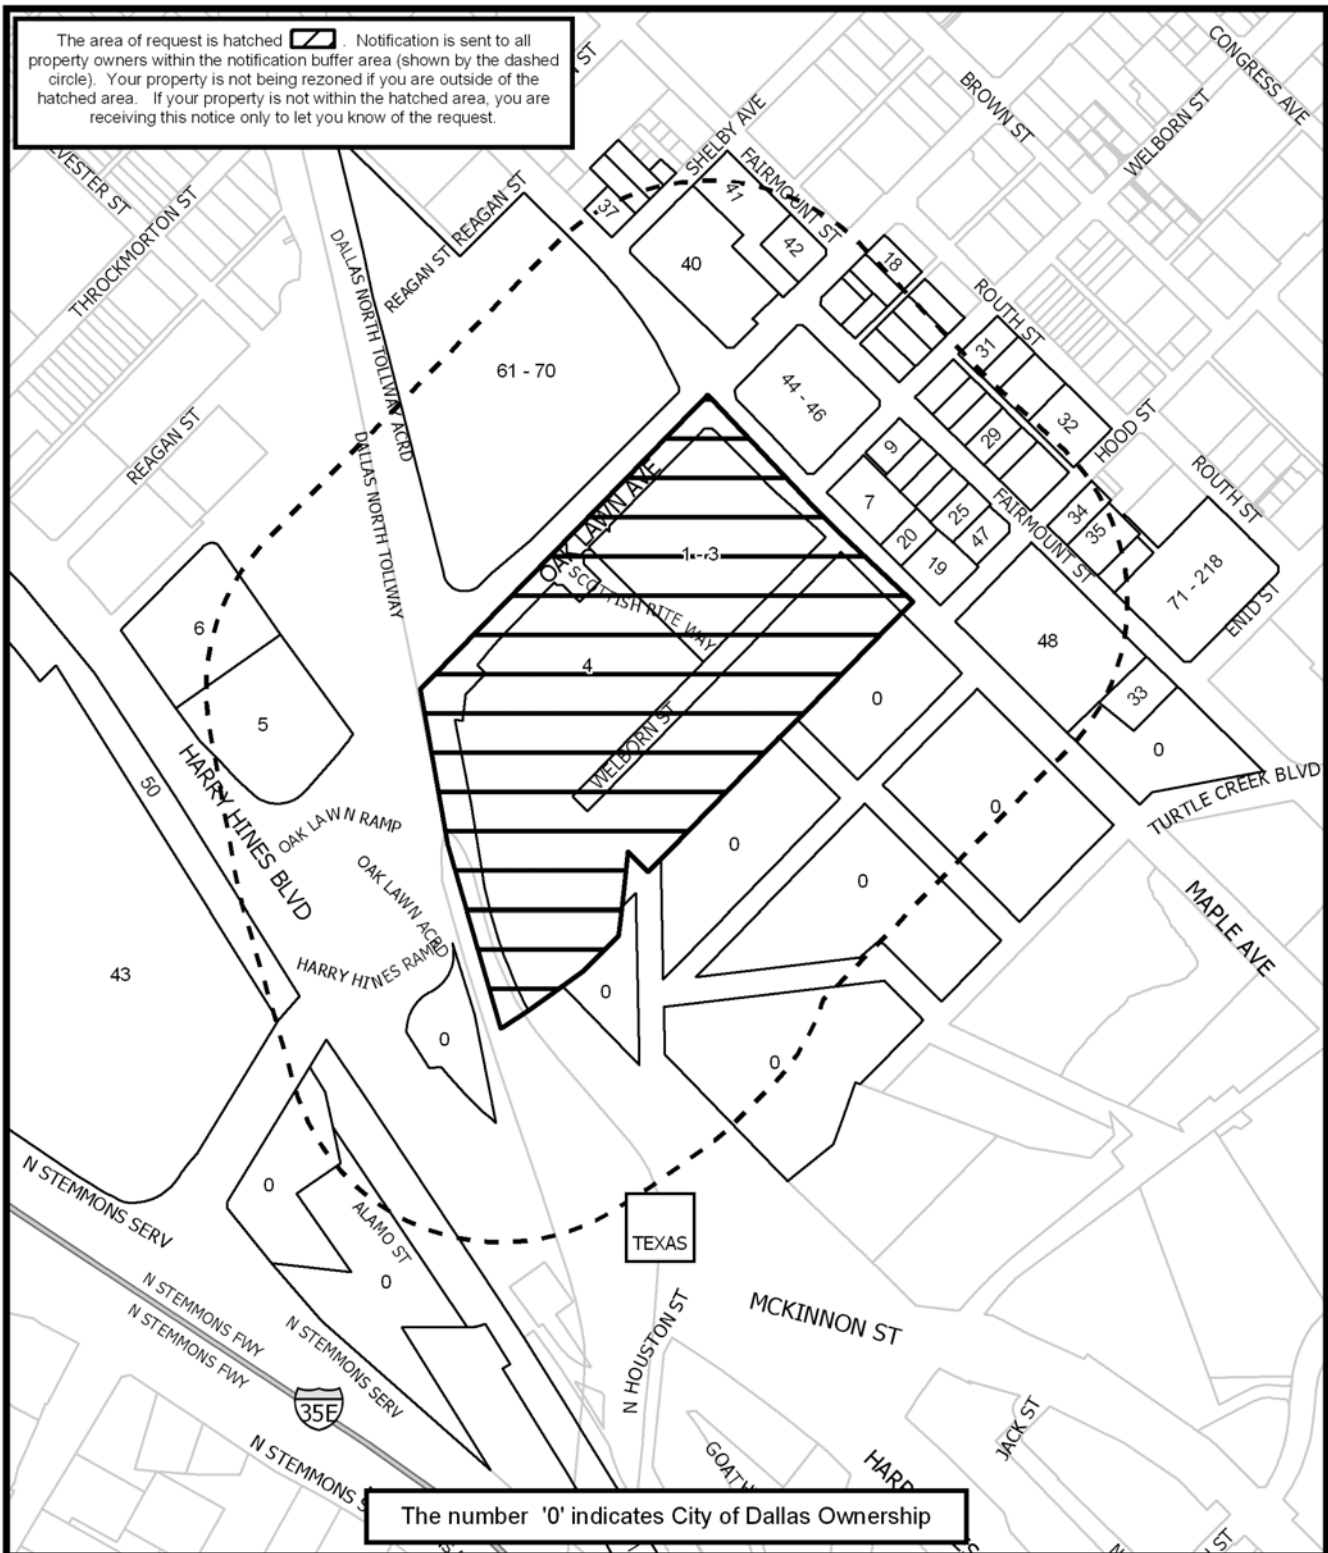 The area of request is hatched . Notification is sent to all
property owners within the notification buffer area (shown by the dashed
circle). Your property is not being rezoned if you are outside of the
hatched area. If your property is not within the hatched area, you are
receiving this notice only to let you know of the request.
CONGRESS AVE
BROWN ST
WELBORN ST
SHELBY AVE
FAIRMOUNT ST
THROCKMORTON ST
REAGAN ST
REAGAN ST
37
41
42
40
18
DALLAS NORTH TOLLWAY ACRD
ROUTH ST
31
61 - 70
44 - 46
32
HOOD ST
29
REAGAN ST
9
ROUTH ST
DALLAS NORTH TOLLWAY
OAK LAWN AVE
7
25
FAIRMOUNT ST
34
35
47
20
19
1 - 3
SCOTTISH RITE WAY
71 - 218
ENID ST
6
48
4
33
0
5
0
WELBORN ST
TURTLE CREEK BLVD
50
HARRY HINES BLVD
OAK LAWN RAMP
0
0
0
OAK LAWN ACRD
MAPLE AVE
HARRY HINES RAMP
43
0
0
0
N STEMMONS SERV
0
ALAMO ST
TEXAS
0
N STEMMONS FWY
N STEMMONS FWY
N STEMMONS SERV
MCKINNON ST
N HOUSTON ST
35E
JACK ST
N STEMMONS
The number '0' indicates City of Dallas Ownership